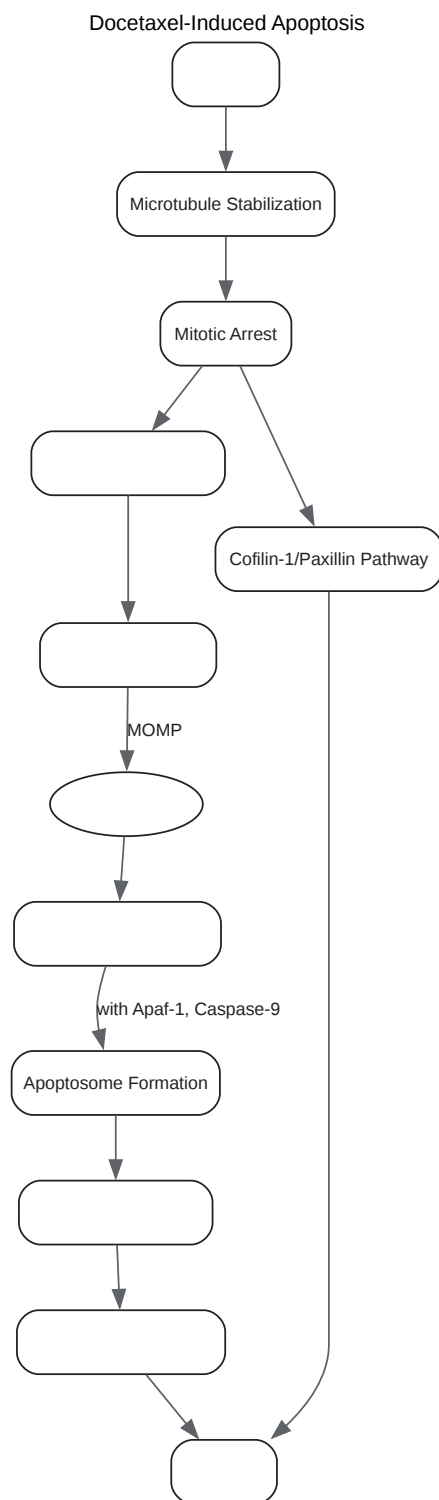 Docetaxel-Induced Apoptosis
Microtubule Stabilization
Mitotic Arrest
Cofilin-1/Paxillin Pathway
MOMP
with Apaf-1, Caspase-9
Apoptosome Formation